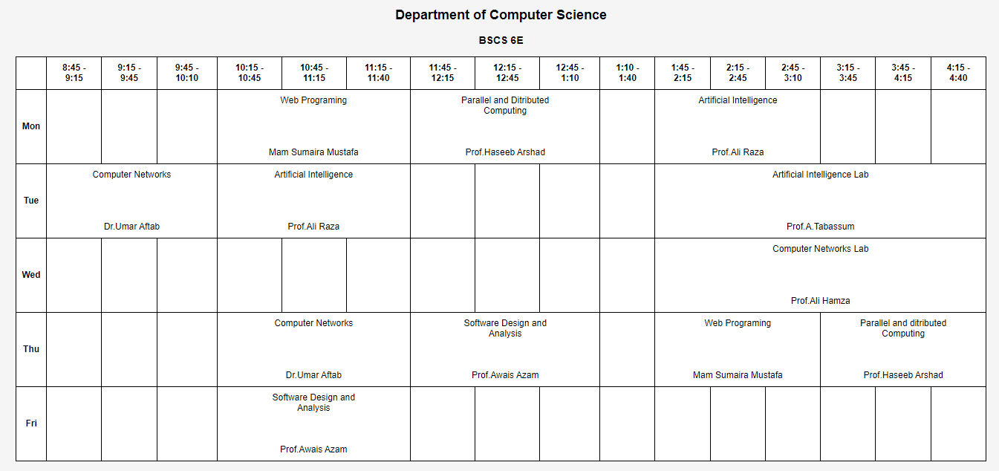 Department of Computer Science
BSCS 6E
8:45 -
9:15
9:15 -
9:45
9:45 -
10:10
10:15 -
10:45
10:45 -
11:15
11:15 -
11:40
11:45 -
12:15
12:15 -
12:45
12:45 -
1:10
1:10 -
1:40
1:45 -
2:15
2:15 -
2:45
2:45 -
3:10
3:15 -
3:45
3:45 -
4:15
4:15 -
4:40
Mon
Web Programing
Mam Sumaira Mustafa
Parallel and Ditributed
Computing
Prof.Haseeb Arshad
Artificial Intelligence
Prof.Ali Raza
Tue
Computer Networks
Dr.Umar Aftab
Artificial Intelligence
Prof.Ali Raza
Artificial Intelligence Lab
Prof.A.Tabassum
Wed
Computer Networks Lab
Prof.Ali Hamza
Thu
Computer Networks
Dr.Umar Aftab
Software Design and
Analysis
Prof.Awais Azam
Web Programing
Mam Sumaira Mustafa
Parallel and ditributed
Computing
Prof.Haseeb Arshad
Fri
Software Design and
Analysis
Prof.Awais Azam